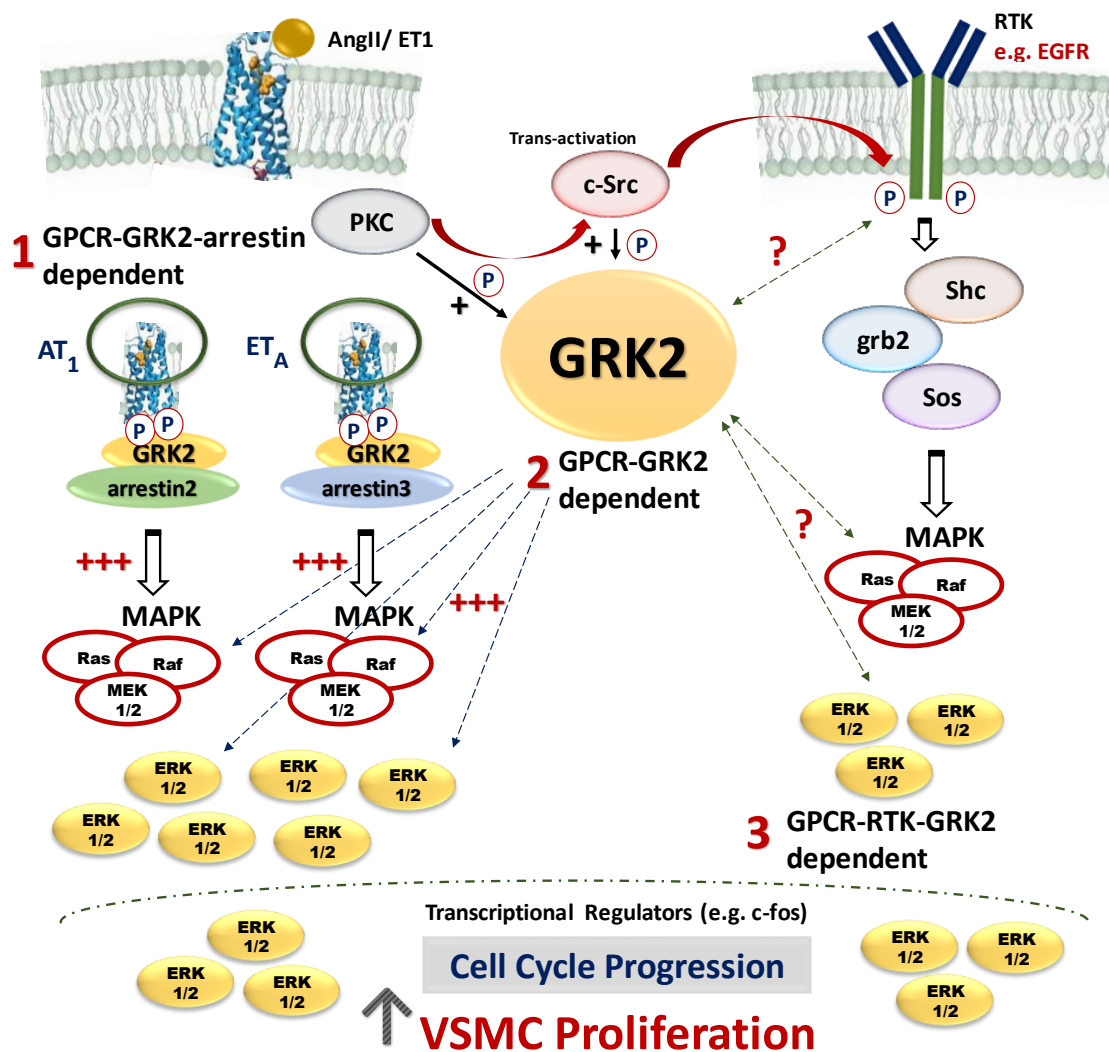 AngII/ ET1
RTK
e.g. EGFR
Trans-activation
c-Src
PKC
P
P
+
P
P
+
1
GPCR-GRK2-arrestin
dependent
?
Shc
grb2
Sos
GRK2
AT1
ETA
P P
GRK2
arrestin2
P P
GRK2
arrestin3
2
GPCR-GRK2
dependent
?
+++
+++
+++
MAPK
Ras
Raf
MEK
1/2
MAPK
Ras
Raf
MEK
1/2
MAPK
Ras
Raf
MEK
1/2
ERK
1/2
ERK
1/2
ERK
1/2
ERK
1/2
ERK
1/2
ERK
1/2
ERK
1/2
ERK
1/2
ERK
1/2
3
GPCR-RTK-GRK2
dependent
Transcriptional Regulators (e.g. c-fos)
ERK
1/2
ERK
1/2
ERK
1/2
Cell Cycle Progression
ERK
1/2
ERK
1/2
ERK
1/2
VSMC Proliferation